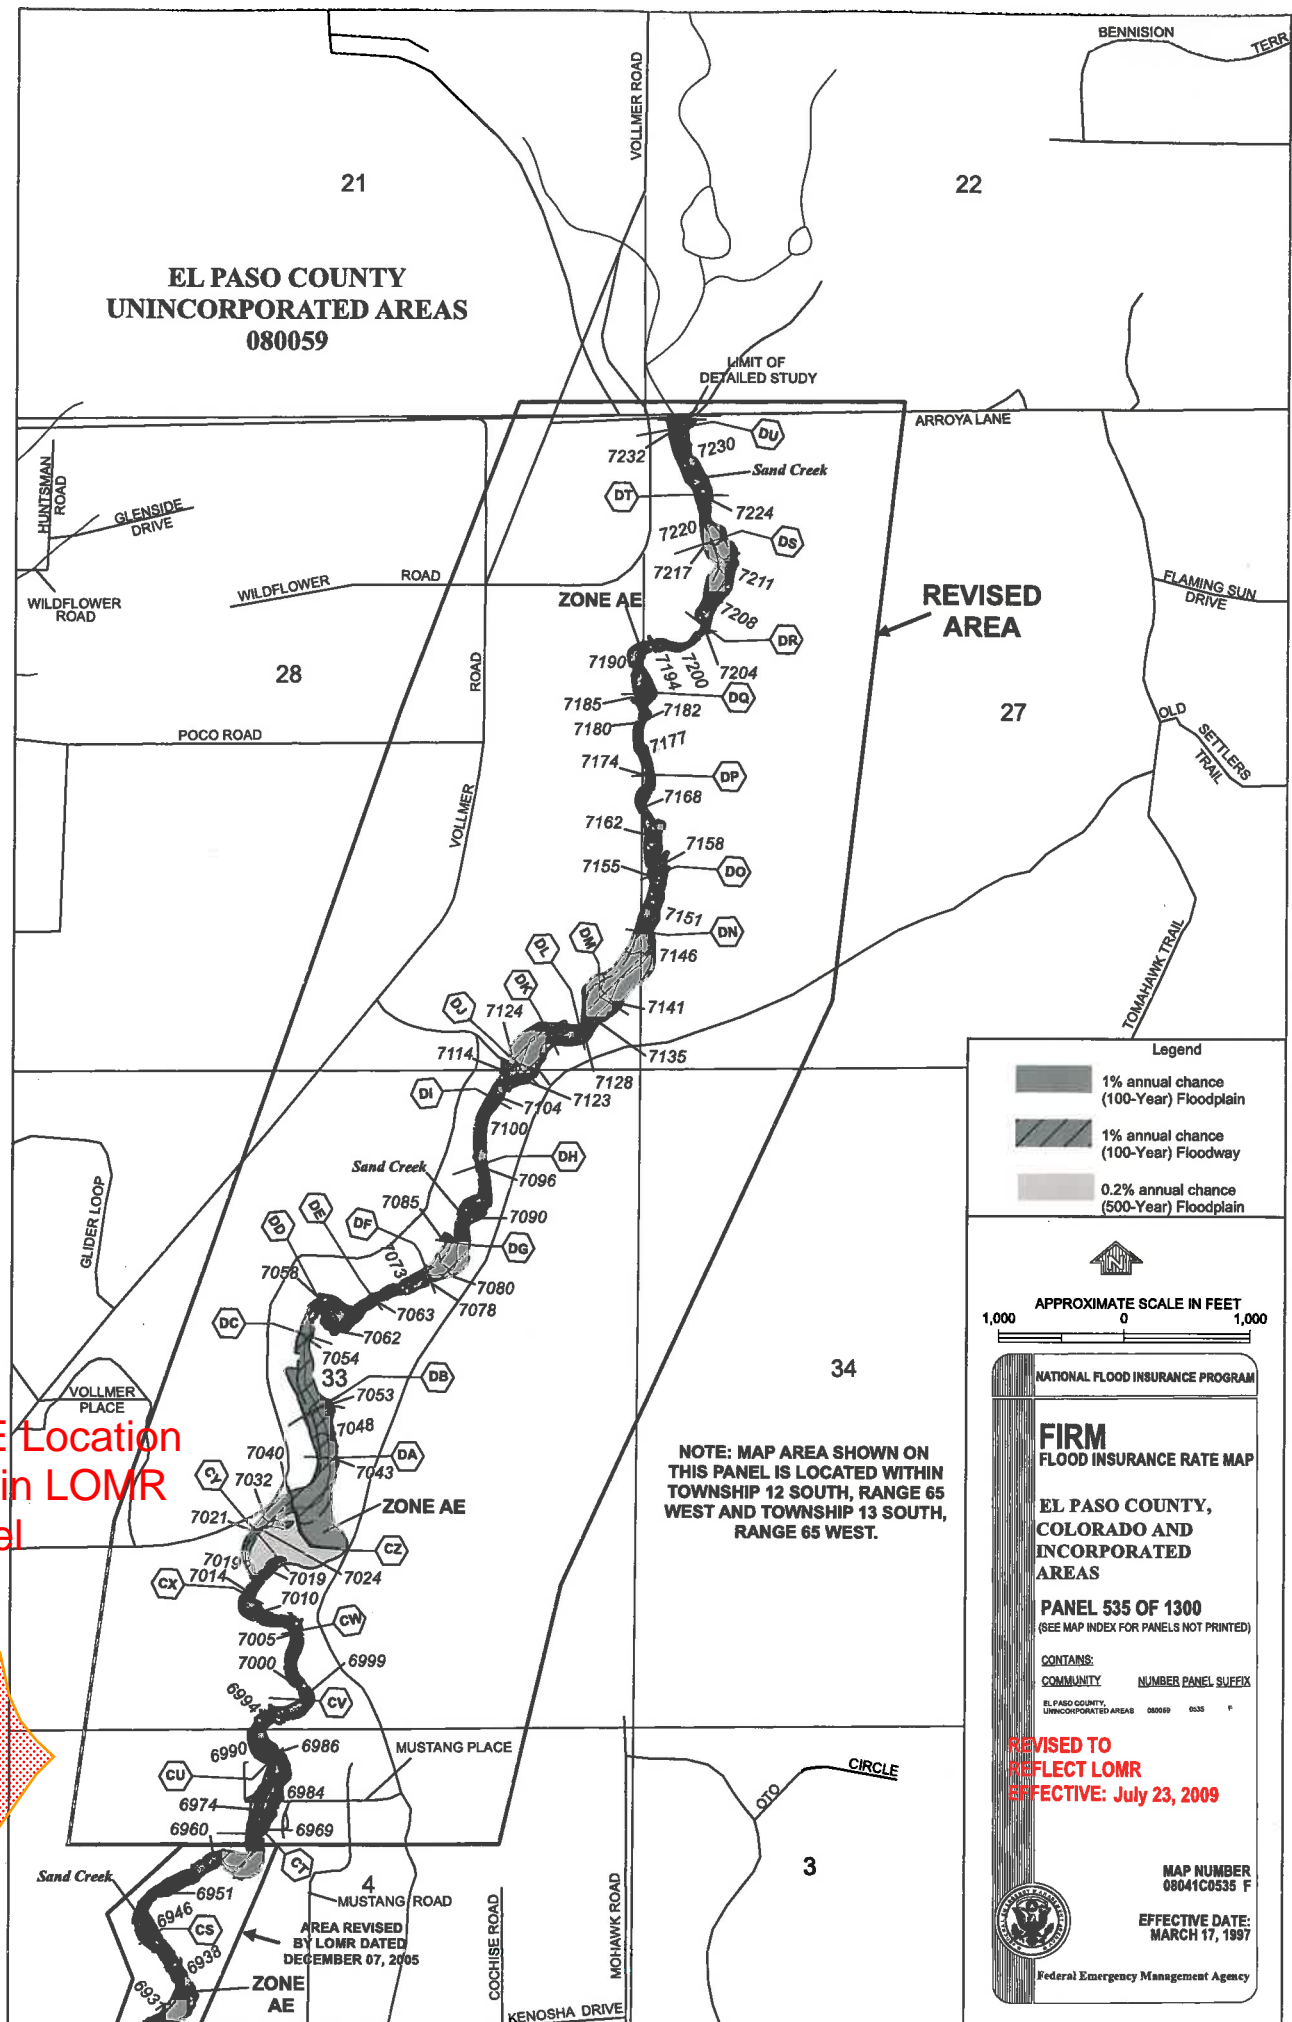 BENNISION
TERR
VOLLMER ROAD
21
22
EL PASO COUNTY
UNINCORPORATED AREAS
080059
LIMIT OF
DETAILED STUDY
ARROYA LANE
DU
7232
7230
Sand Creek
HUNTSMAN
ROAD
GLENSIDE
DRIVE
DT
7224
7220
DS
7217
7211
WILDFLOWER
ROAD
WILDFLOWER
ROAD
ZONE AE
7208
REVISED
AREA
FLAMING SUN
DRIVE
DR
7204
7190
7194
7200
28
ROAD
DQ
7185
7182
27
OLD
SETTLERS
TRAIL
7180
POCO ROAD
7177
7174
DP
7168
VOLLMER
7162
7158
7155
DO
7151
DN
DM
DL
7146
TOMAHAWK TRAIL
DK
DJ
7124
7141
7114
7135
7128
7123
DI
7104
7100
Legend
1% annual chance
(100-Year) Floodplain
1% annual chance
(100-Year) Floodway
0.2% annual chance
(500-Year) Floodplain
Sand Creek
DH
7096
GLIDER LOOP
7085
7090
DE
DF
DD
DG
7073
7058
7080
7078
7063
DC
7062
7054
33
34
DB
7053
7048
VOLLMER
PLACE
E Location
in LOMR
el
7040
DA
7043
CY
7032
ZONE AE
7021
CZ
7019
7019
7024
CX
7014
7010
CW
7005
7000
6999
6994
CV
NOTE: MAP AREA SHOWN ON
THIS PANEL IS LOCATED WITHIN
TOWNSHIP 12 SOUTH, RANGE 65
WEST AND TOWNSHIP 13 SOUTH,
RANGE 65 WEST.
N
APPROXIMATE SCALE IN FEET
1,000 0 1,000
NATIONAL FLOOD INSURANCE PROGRAM
FIRM
FLOOD INSURANCE RATE MAP
EL PASO COUNTY,
COLORADO AND
INCORPORATED
AREAS
PANEL 535 OF 1300
(SEE MAP INDEX FOR PANELS NOT PRINTED)
CONTAINS:
COMMUNITY NUMBER PANEL SUFFIX
EL PASO COUNTY,
UNINCORPORATED AREAS 080059 0535 F
REVISED TO
REFLECT LOMR
EFFECTIVE: July 23, 2009
MAP NUMBER
08041C0535 F
EFFECTIVE DATE:
MARCH 17, 1997
Federal Emergency Management Agency
6990
6986
MUSTANG PLACE
CIRCLE
OTO
CU
6984
6974
6960
6969
CT
3
4
MUSTANG ROAD
Sand Creek
6951
6946
CS
AREA REVISED
BY LOMR DATED
DECEMBER 07, 2005
6938
6931
ZONE
AE
COCHISE ROAD
MOHAWK ROAD
KENOSHA DRIVE